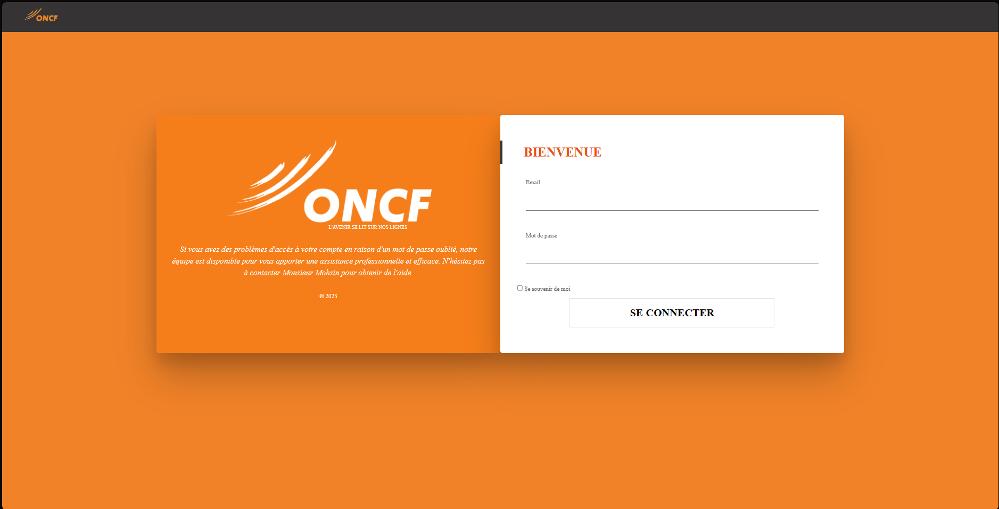 ONCF
ONCF
L'AVENIR SE LIT SUR NOS LIGNES
Si vous avez des problèmes d'accès à votre compte en raison d'un mot de passe oublié, notre
équipe est disponible pour vous apporter une assistance professionnelle et efficace. N'hésitez pas
à contacter Monsieur Mohsin pour obtenir de l'aide.
© 2023
BIENVENUE
Email
Mot de passe
Se souvenir de moi
SE CONNECTER